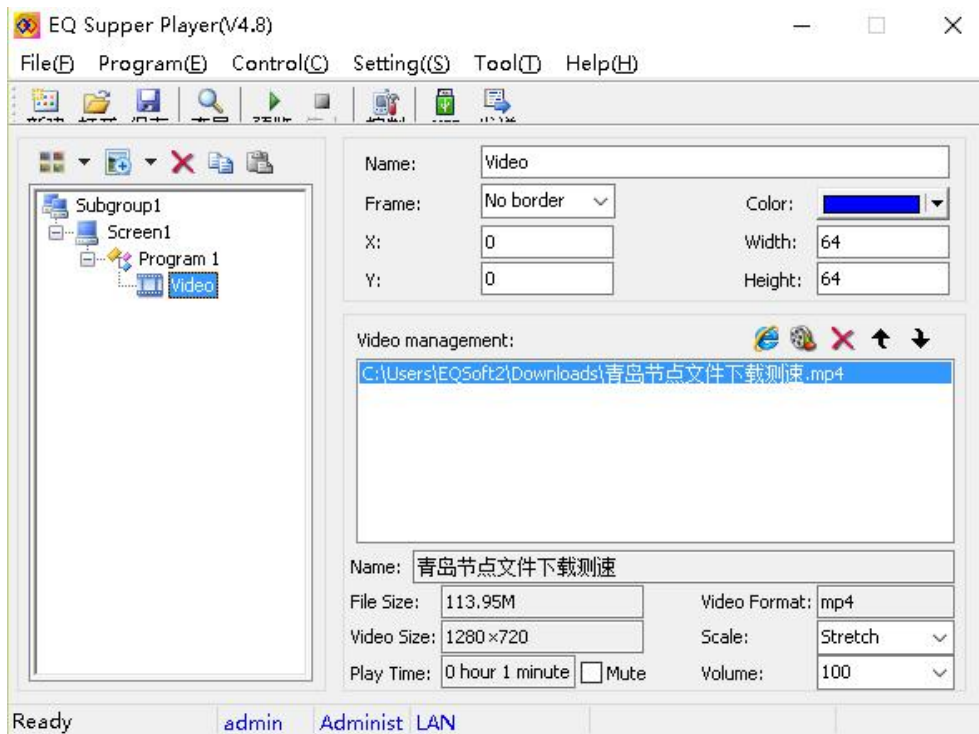 EQ Supper Player(V4.8)
File(F) Program(E) Control(C) Setting((S) Tool(T) Help(H)
Name: Video
Subgroup1
Frame: No border Color:
Screen1
X: 0 Width: 64
Program 1
Y: 0 Height: 64
Video
Video management:
C:\Users\EQSoft2\Downloads\青岛节点文件下载测速.mp4
Name: 青岛节点文件下载测速
File Size: 113.95M Video Format: mp4
Video Size: 1280×720 Scale: Stretch
Play Time: 0 hour 1 minute Mute Volume: 100
Ready admin Administ LAN